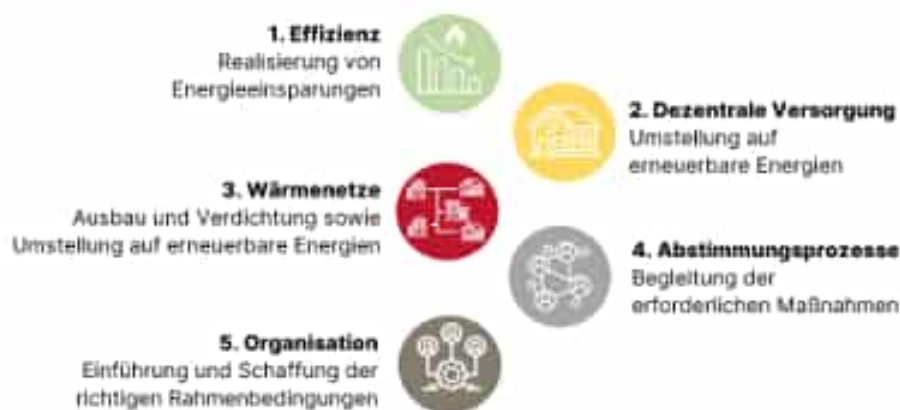 1. Effizienz
Realisierung von
Energieeinsparungen
2. Dezentrale Versorgung
Umstellung auf
erneuerbare Energien
3. Wärmenetze
Ausbau und Verdichtung sowie
Umstellung auf erneuerbare Energien
4. Abstimmungsprozesse
Begleitung der
erforderlichen Maßnahmen
5. Organisation
Einführung und Schaffung der
richtigen Rahmenbedingungen